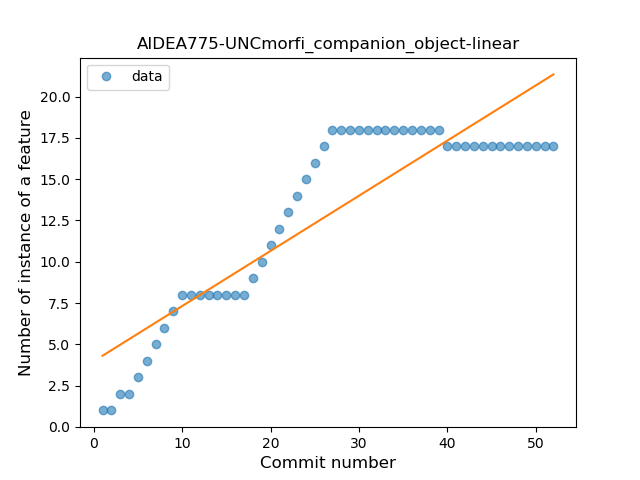 AIDEA775-UNCmorfi_companion_object-linear
data
Number of instance of a feature
20.0
17.5
15.0
12.5
10.0
7.5
5.0
2.5
0.0
0 10 20 30 40 50
Commit number